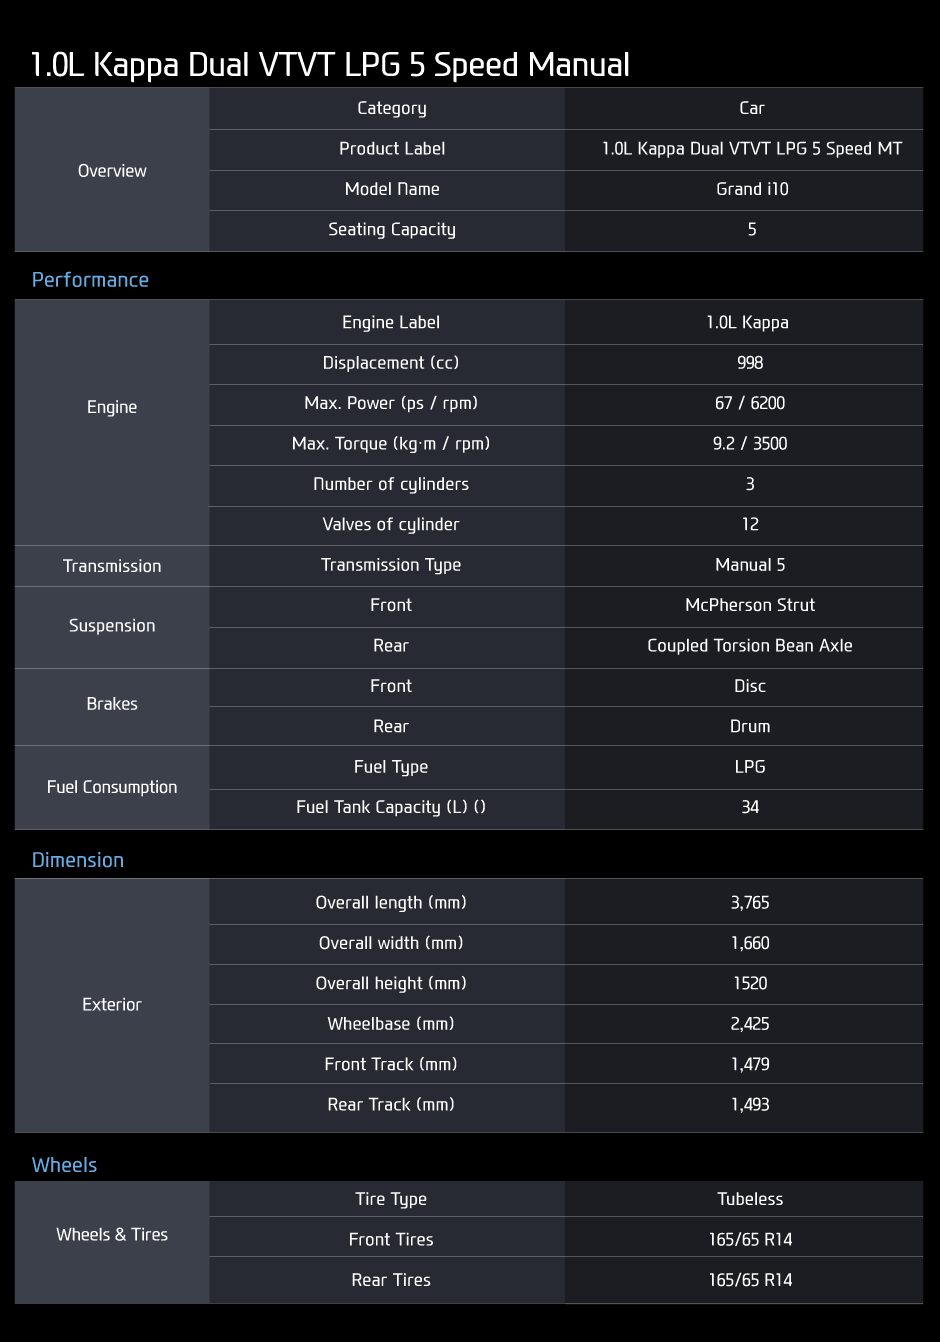 1.0L Kappa Dual VTVT LPG 5 Speed Manual
Overview
Category Car
Product Label 1.0L Kappa Dual VTVT LPG 5 Speed MT
Model Name Grand i10
Seating Capacity 5
Performance
Engine
Engine Label 1.0L Kappa
Displacement (cc) 998
Max. Power (ps / rpm) 67 / 6200
Max. Torque (kg·m / rpm) 9.2 / 3500
Number of cylinders 3
Valves of cylinder 12
Transmission Transmission Type Manual 5
Suspension
Front McPherson Strut
Rear Coupled Torsion Bean Axle
Brakes
Front Disc
Rear Drum
Fuel Consumption
Fuel Type LPG
Fuel Tank Capacity (L) () 34
Dimension
Exterior
Overall length (mm) 3,765
Overall width (mm) 1,660
Overall height (mm) 1520
Wheelbase (mm) 2,425
Front Track (mm) 1,479
Rear Track (mm) 1,493
Wheels
Wheels & Tires
Tire Type Tubeless
Front Tires 165/65 R14
Rear Tires 165/65 R14